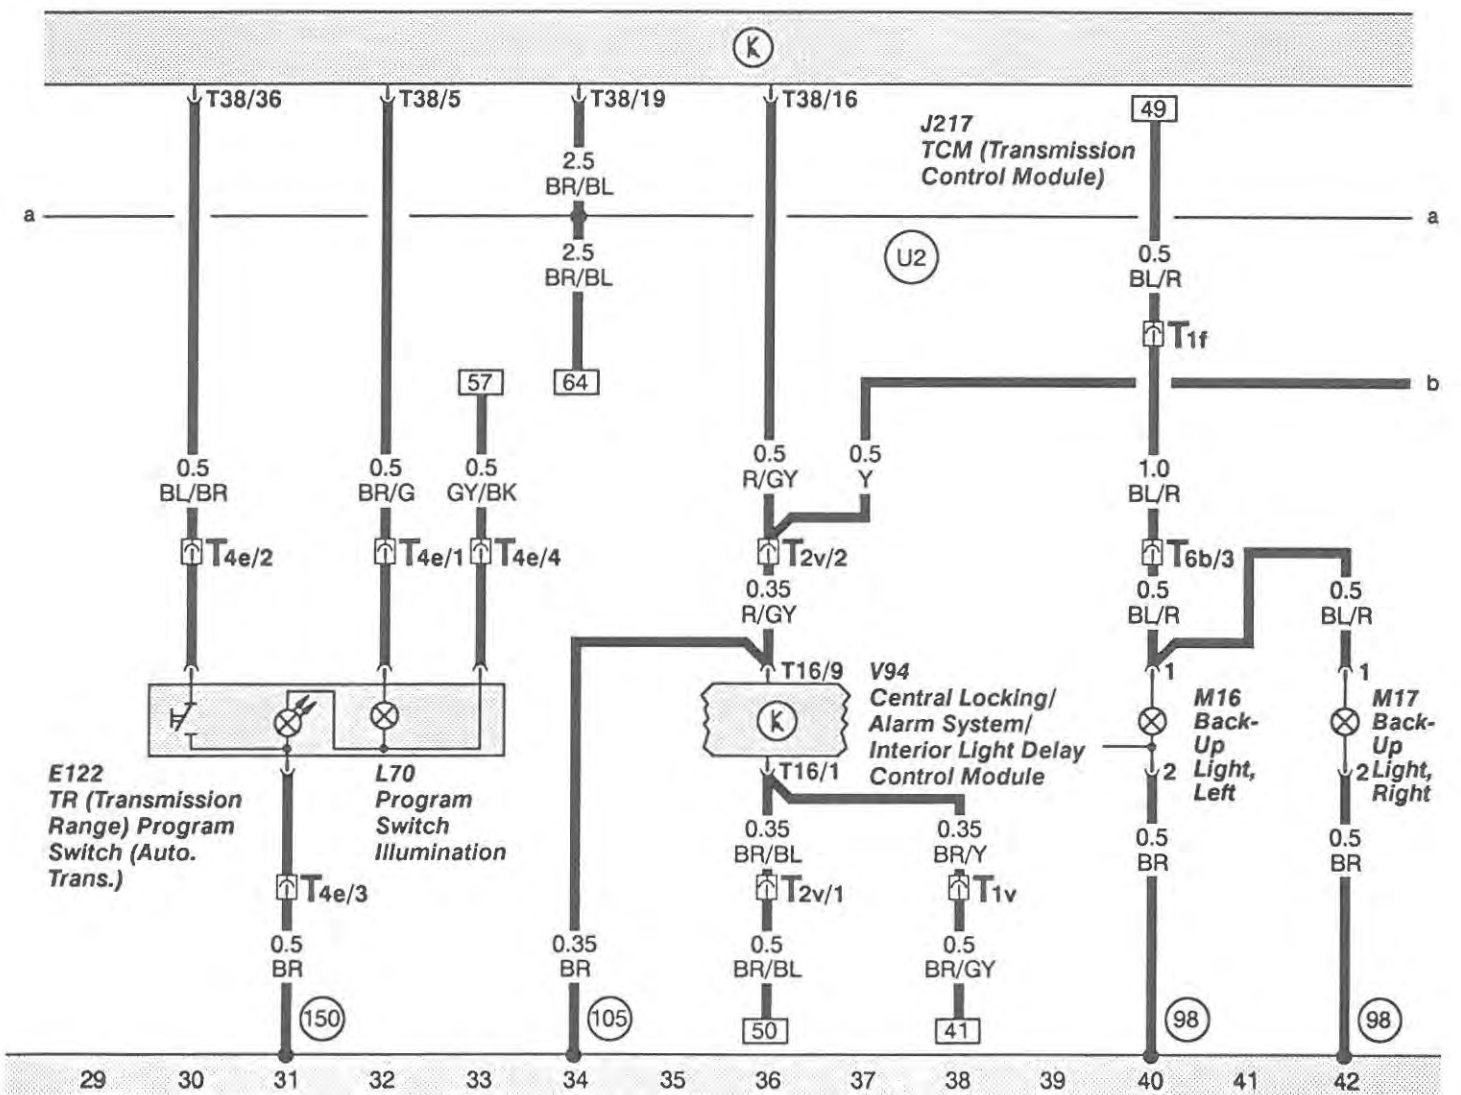 K
T38/36
T38/5
T38/19
T38/16
49
J217
TCM (Transmission
Control Module)
2.5
BR/BL
a
a
U2
2.5
BR/BL
0.5
BL/R
T1f
57
64
b
0.5
BL/BR
0.5
BR/G
0.5
GY/BK
0.5
R/GY
0.5
Y
1.0
BL/R
T4e/2
T4e/1
T4e/4
T2v/2
T6b/3
0.35
R/GY
0.5
BL/R
0.5
BL/R
T16/9
1
1
K
V94
Central Locking/
Alarm System/
Interior Light Delay
Control Module
M16
Back-
Up
Light,
Left
M17
Back-
Up
Light,
Right
T16/1
2
2
E122
TR (Transmission
Range) Program
Switch (Auto.
Trans.)
L70
Program
Switch
Illumination
0.35
BR/BL
0.35
BR/Y
0.5
BR
0.5
BR
T4e/3
T2v/1
T1v
0.5
BR
0.35
BR
0.5
BR/BL
0.5
BR/GY
150
105
50
41
98
98
29 30 31 32 33 34 35 36 37 38 39 40 41 42